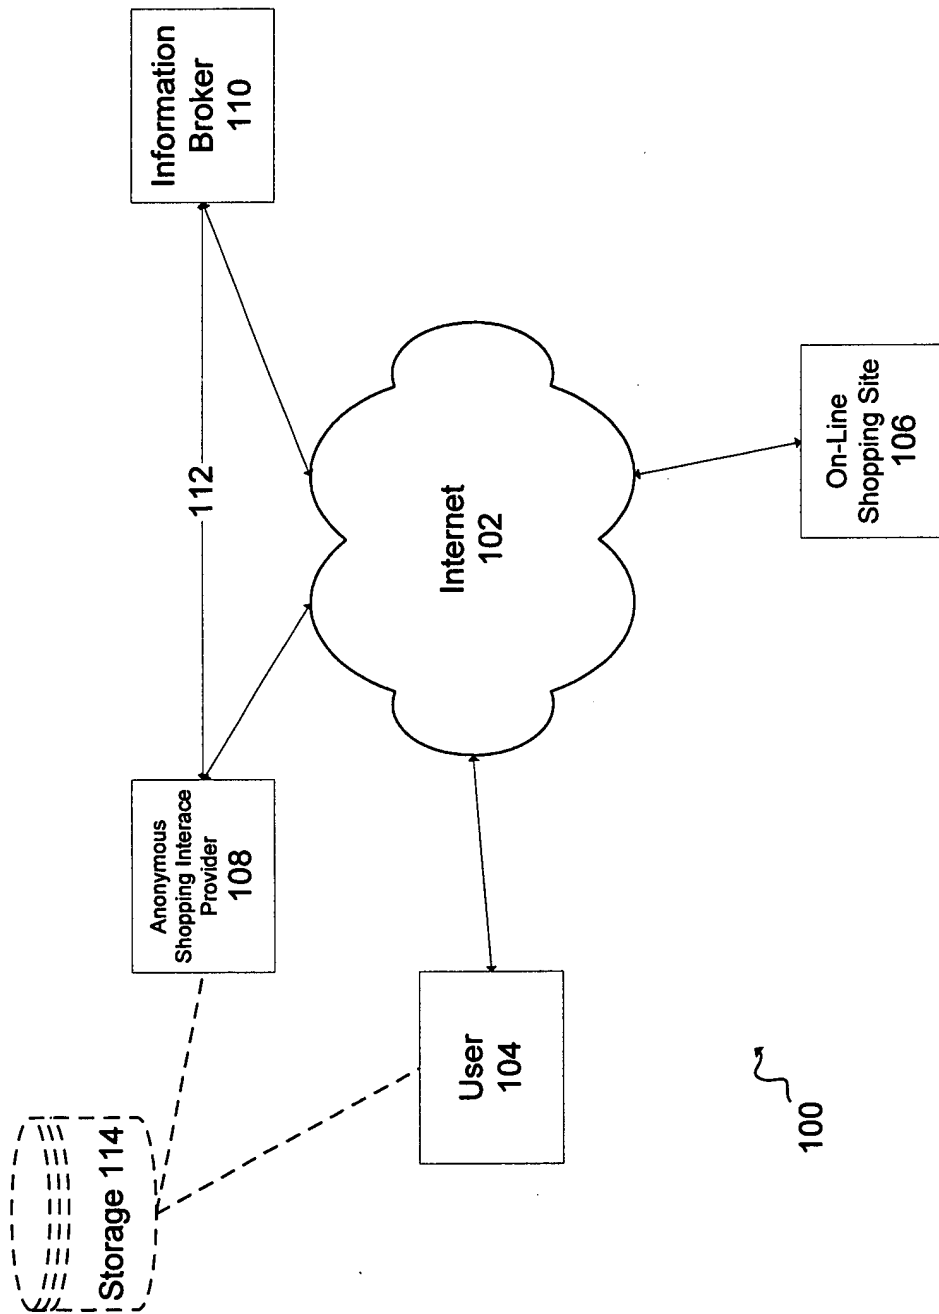 Storage 114
Anonymous
Shopping Interace
Provider
108
112
Information
Broker
110
User
104
Internet
102
On-Line
Shopping Site
106
100